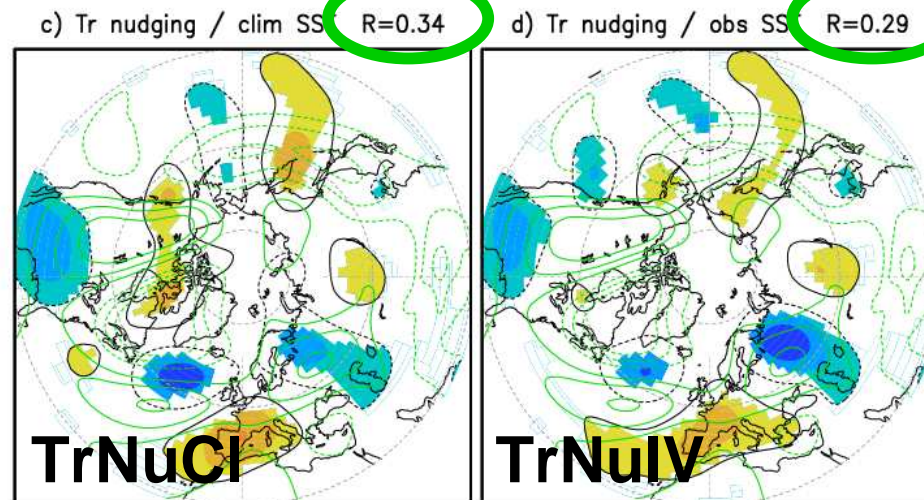 c) Tr nudging / clim SS R=0.34
d) Tr nudging / obs SS R=0.29
TrNuCl
TrNuIV